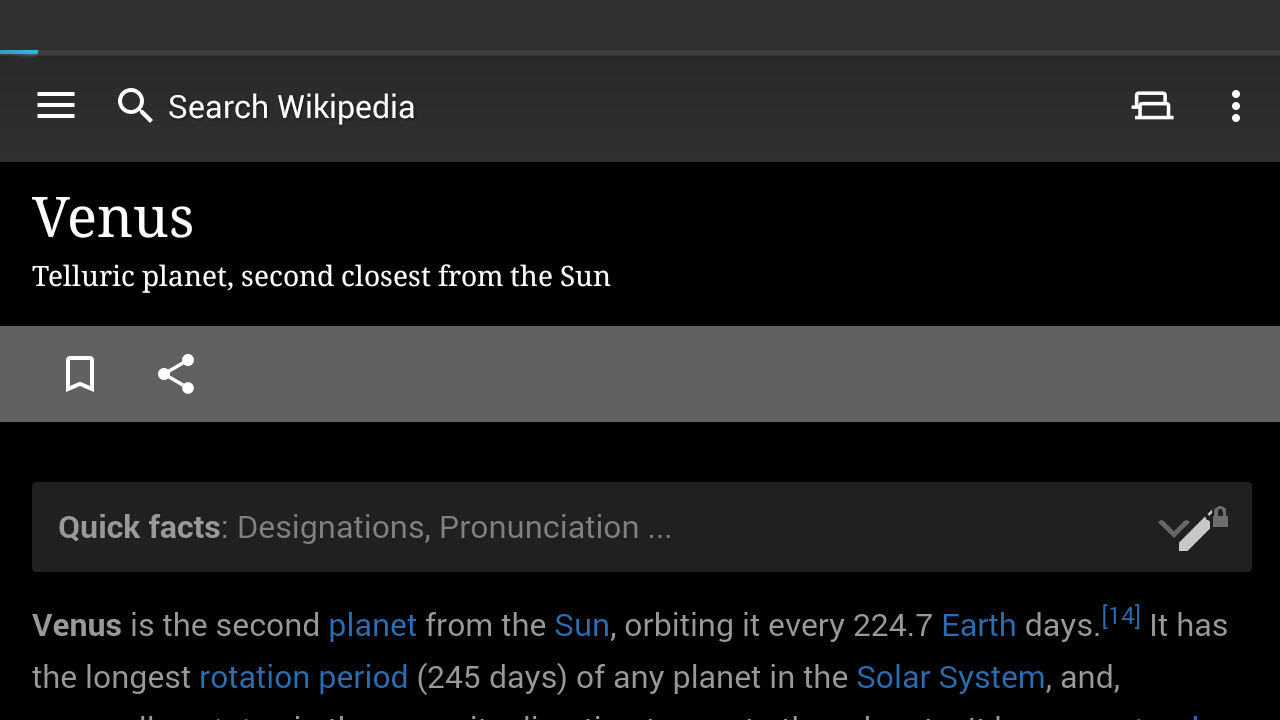 Search Wikipedia
Venus
Telluric planet, second closest from the Sun
Quick facts: Designations, Pronunciation ...
Venus is the second planet from the Sun, orbiting it every 224.7 Earth days.[14] It has
the longest rotation period (245 days) of any planet in the Solar System, and,